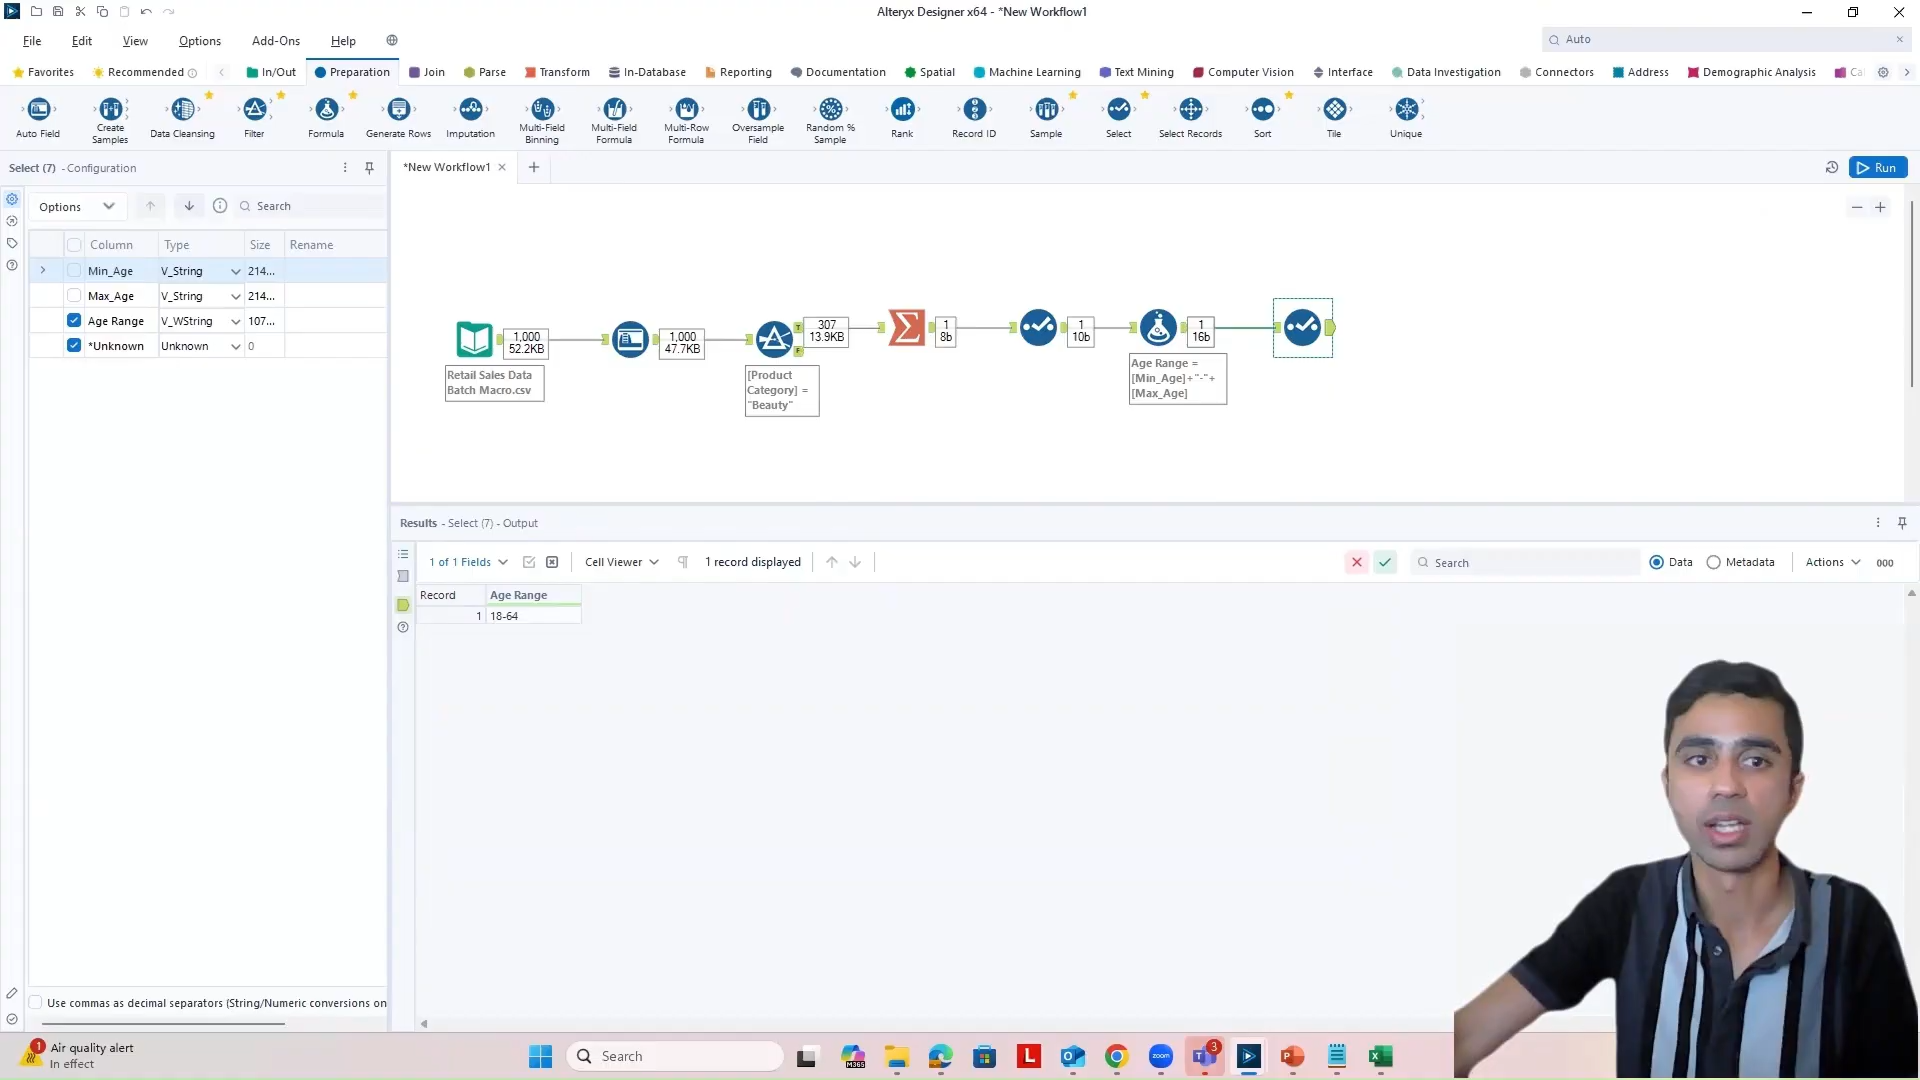 Alteryx Designer x64 - *New Workflow1
File Edit View Options Add-Ons Help
Auto
Favorites Recommended In/Out Preparation Join Parse Transform In-Database Reporting Documentation Spatial Machine Learning Text Mining Computer Vision Interface Data Investigation Connectors Address Demographic Analysis
Auto Field
Create Samples
Data Cleansing
Filter
Formula
Generate Rows
Imputation
Multi-Field Binning
Multi-Field Formula
Multi-Row Formula
Oversample Field
Random % Sample
Rank
Record ID
Sample
Select
Select Records
Sort
Tile
Unique
Select (7) - Configuration
*New Workflow1
Run
Options
Search
Column Type Size Rename
Min_Age V_String 214...
Max_Age V_String 214...
Age Range V_WString 107...
*Unknown Unknown 0
1,000
52.2KB
1,000
47.7KB
307
13.9KB
1
8b
1
10b
1
16b
Retail Sales Data
Batch Macro.csv
[Product
Category] =
"Beauty"
Age Range =
[Min_Age]+"-"+
[Max_Age]
Results - Select (7) - Output
1 of 1 Fields Cell Viewer 1 record displayed Search Data Metadata Actions 000
Record Age Range
1 18-64
Use commas as decimal separators (String/Numeric conversions on
1
Air quality alert
In effect
Search
M365
L
zoom
3